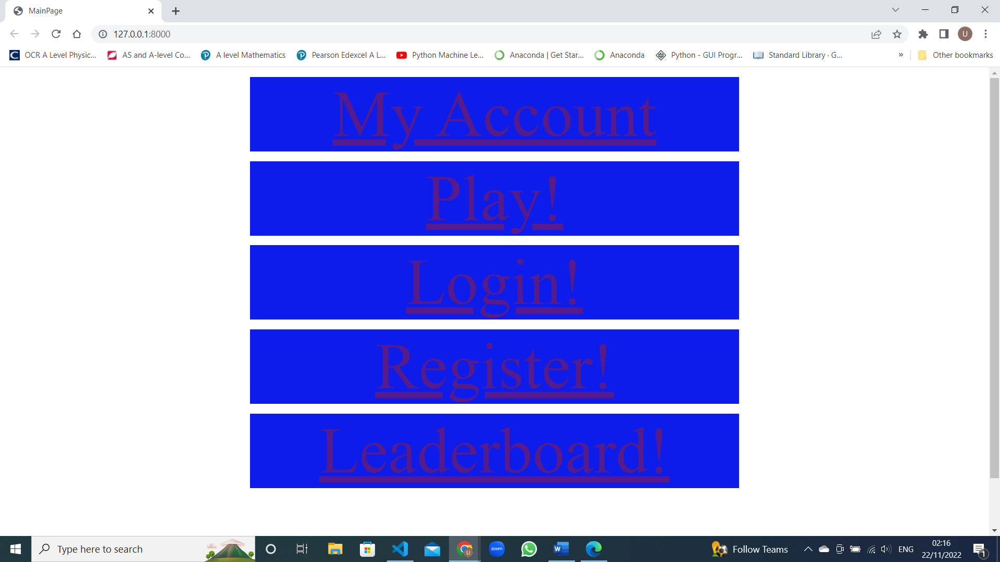 MainPage
127.0.0.1:8000
U
OCR A Level Physic...
AS and A-level Co...
A level Mathematics
Pearson Edexcel A L...
Python Machine Le...
Anaconda | Get Star...
Anaconda
Python - GUI Progr...
Standard Library · G...
»
Other bookmarks
My Account
Play!
Login!
Register!
Leaderboard!
Type here to search
U
zoom
W
Follow Teams
ENG
02:16
22/11/2022
1